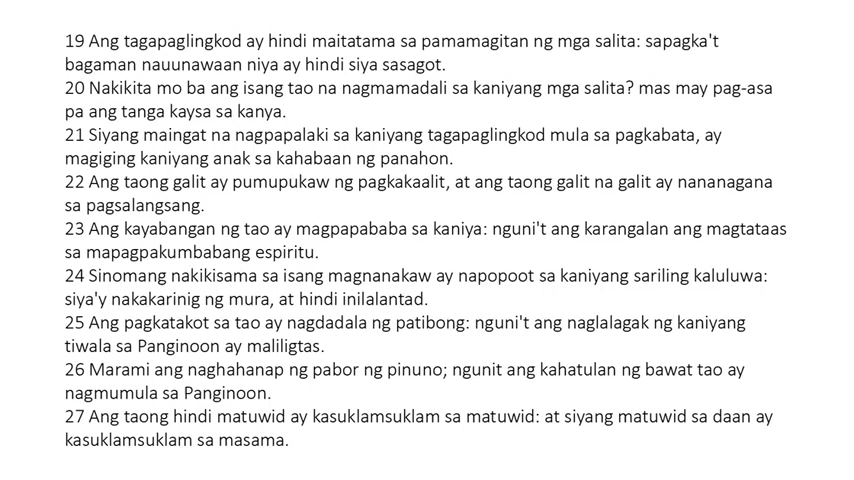 19 Ang tagapaglingkod ay hindi maitatama sa pamamagitan ng mga salita: sapagka't
bagaman nauunawaan niya ay hindi siya sasagot.
20 Nakikita mo ba ang isang tao na nagmamadali sa kaniyang mga salita? mas may pag-asa
pa ang tanga kaysa sa kanya.
21 Siyang maingat na nagpapalaki sa kaniyang tagapaglingkod mula sa pagkabata, ay
magiging kaniyang anak sa kahabaan ng panahon.
22 Ang taong galit ay pumupukaw ng pagkakaalit, at ang taong galit na galit ay nananagana
sa pagsalangsang.
23 Ang kayabangan ng tao ay magpapababa sa kaniya: nguni't ang karangalan ang magtataas
sa mapagpakumbabang espiritu.
24 Sinomang nakikisama sa isang magnanakaw ay napopoot sa kaniyang sariling kaluluwa:
siya'y nakakarinig ng mura, at hindi inilalantad.
25 Ang pagkatakot sa tao ay nagdadala ng patibong: nguni't ang naglalagak ng kaniyang
tiwala sa Panginoon ay maliligtas.
26 Marami ang naghahanap ng pabor ng pinuno; ngunit ang kahatulan ng bawat tao ay
nagmumula sa Panginoon.
27 Ang taong hindi matuwid ay kasuklamsuklam sa matuwid: at siyang matuwid sa daan ay
kasuklamsuklam sa masama.